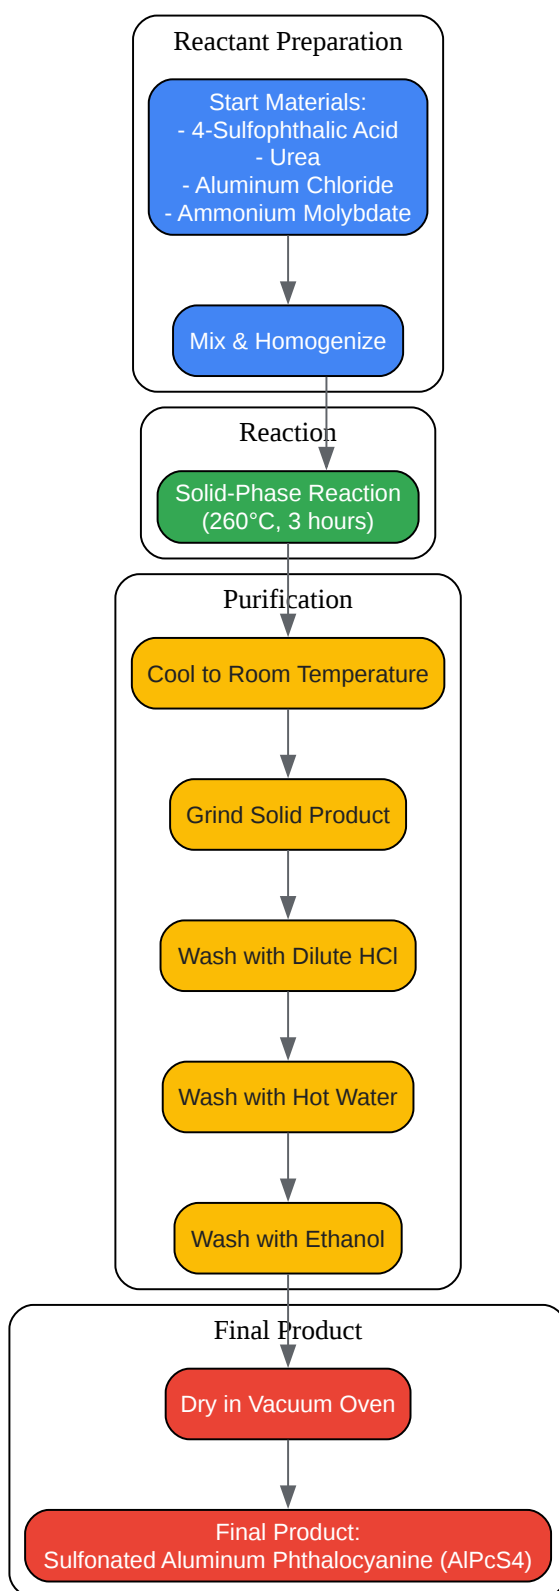 Reactant Preparation
Start Materials:
- 4-Sulfophthalic Acid
- Urea
- Aluminum Chloride
- Ammonium Molybdate
Mix & Homogenize
Reaction
Solid-Phase Reaction
(260°C, 3 hours)
Purification
Cool to Room Temperature
Grind Solid Product
Wash with Dilute HCl
Wash with Hot Water
Wash with Ethanol
Final Product
Dry in Vacuum Oven
Final Product:
Sulfonated Aluminum Phthalocyanine (AlPcS4)